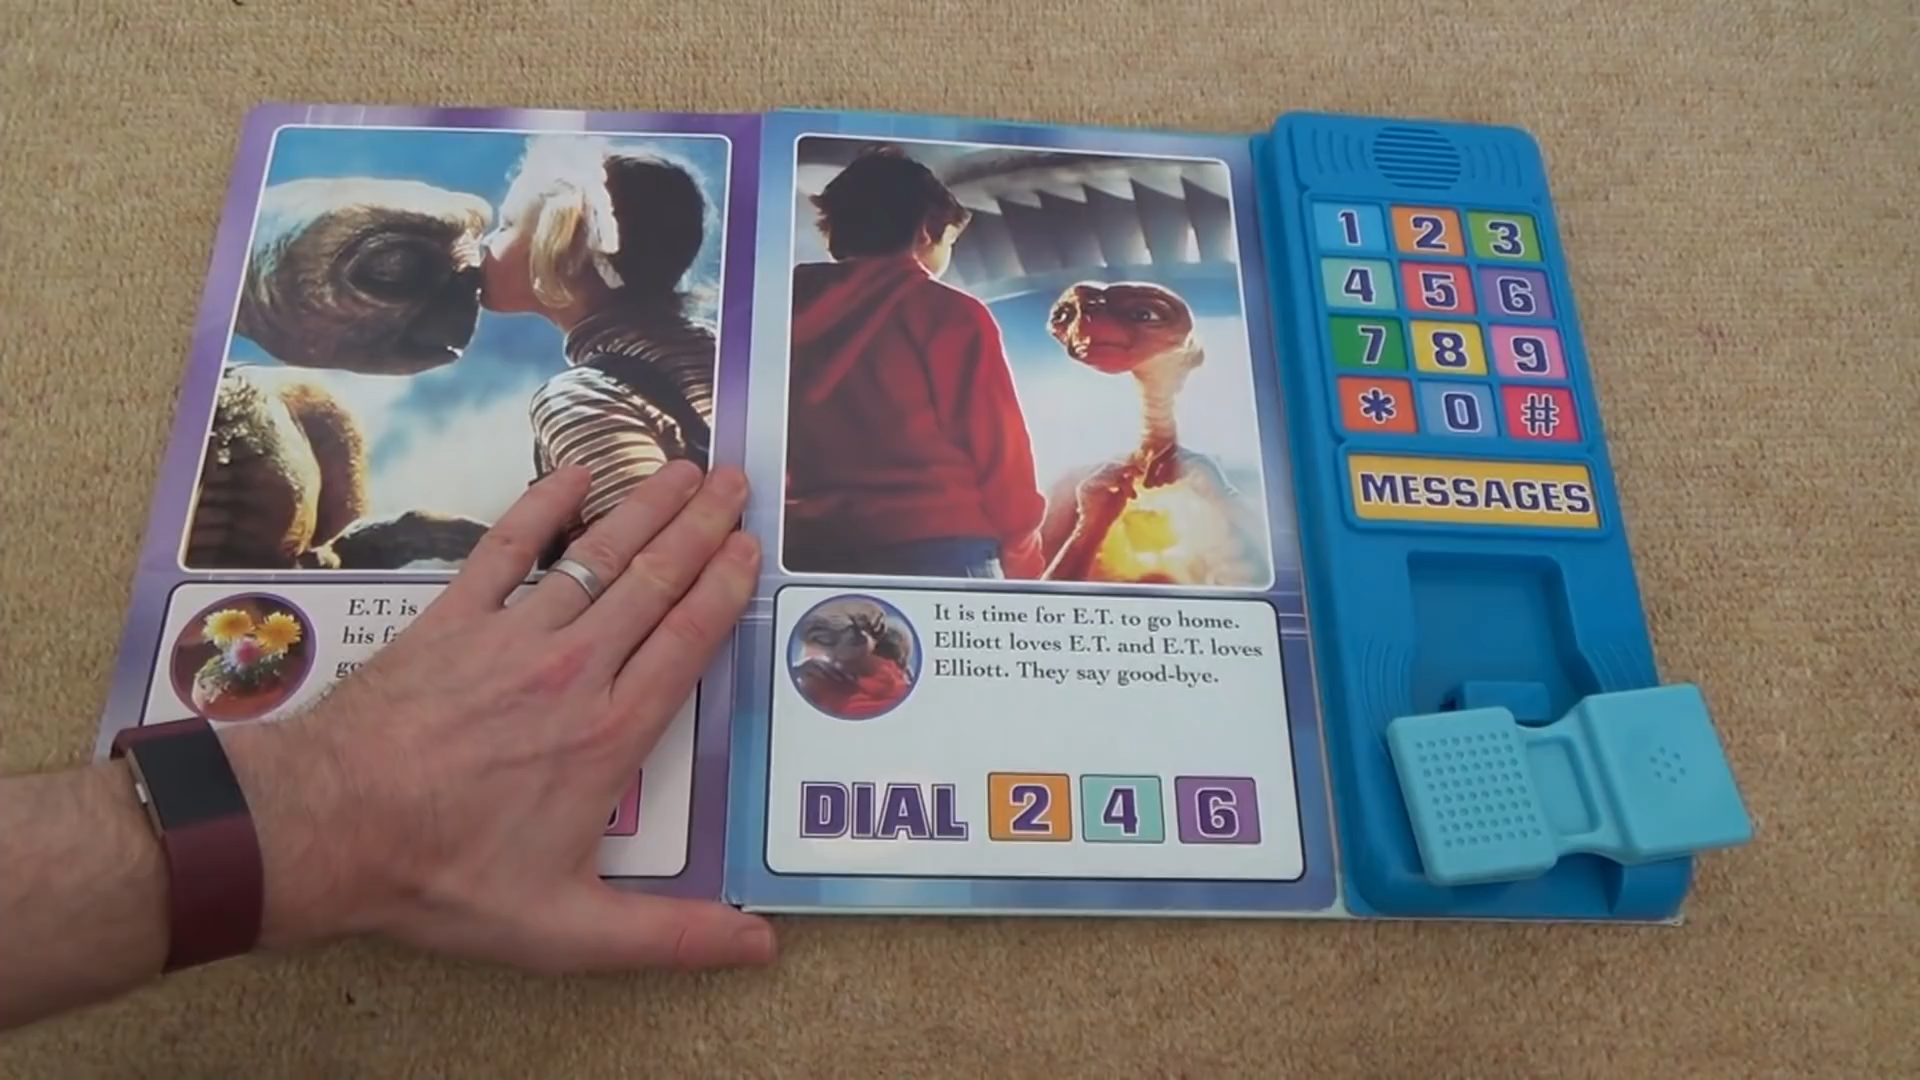 E.T. is
his
It is time for E.T. to go home.
Elliott loves E.T. and E.T. loves
Elliott. They say good-bye.
DIAL 2 4 6
1 2 3
4 5 6
7 8 9
* 0 #
MESSAGES